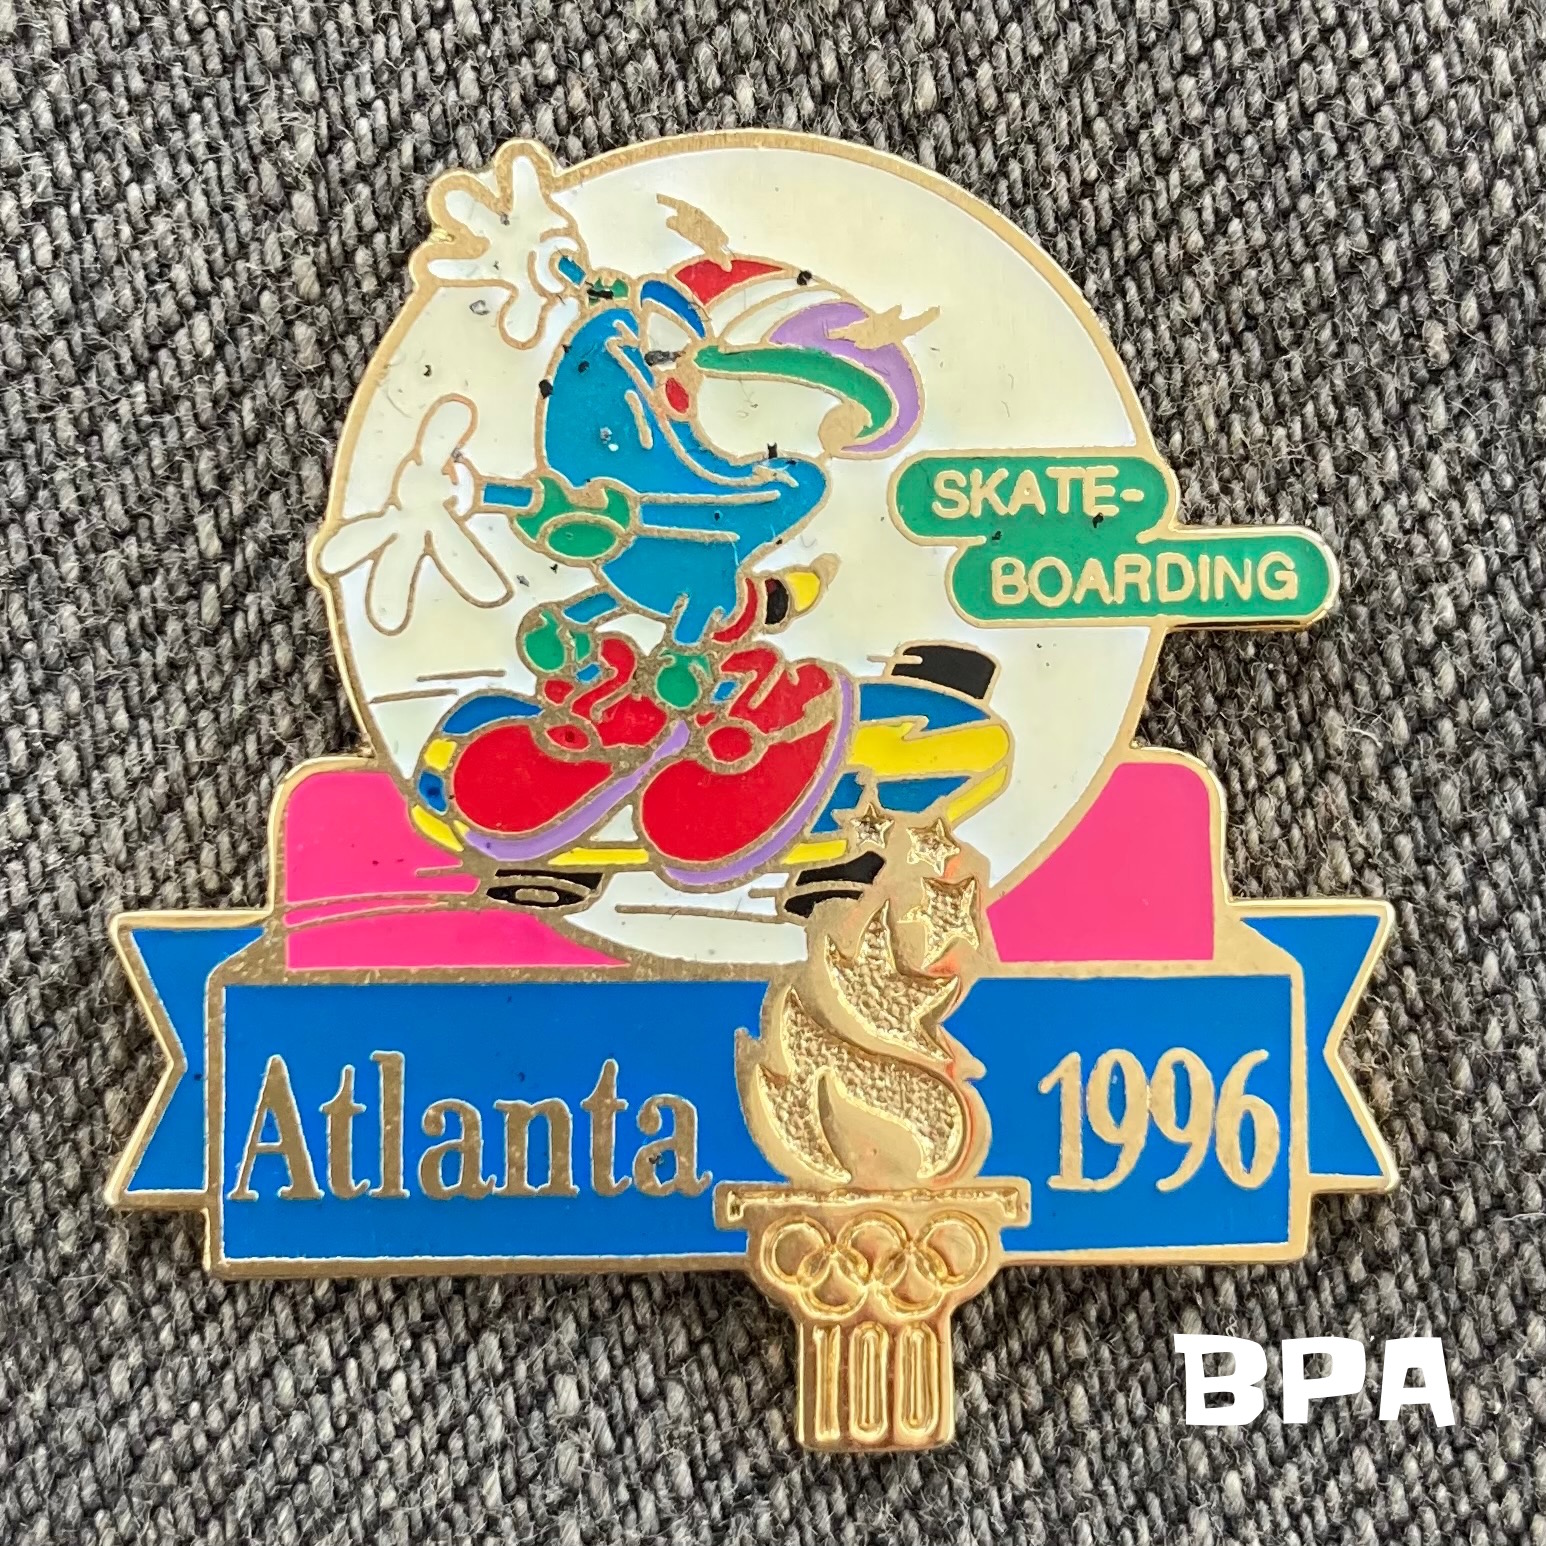 SKATE-
BOARDING
Atlanta 1996
100
BPA